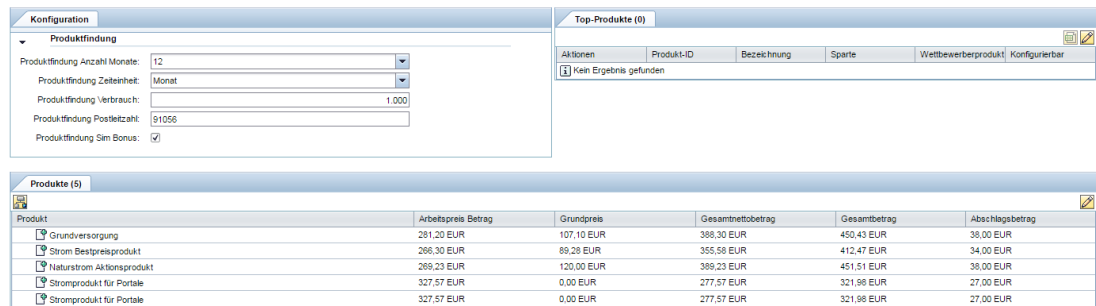 Konfiguration
Produktfindung
Produktfindung Anzahl Monate: 12
Produktfindung Zeiteinheit: Monat
Produktfindung Verbrauch: 1.000
Produktfindung Postleitzahl: 91056
Produktfindung Sim Bonus:
Top-Produkte (0)
Aktionen Produkt-ID Bezeichnung Sparte Wettbewerberprodukt Konfigurierbar
Kein Ergebnis gefunden
Produkte (5)
Produkt Arbeitspreis Betrag Grundpreis Gesamtnettobetrag Gesamtbetrag Abschlagsbetrag
Grundversorgung 281,20 EUR 107,10 EUR 388,30 EUR 450,43 EUR 38,00 EUR
Strom Bestpreisprodukt 266,30 EUR 89,28 EUR 355,58 EUR 412,47 EUR 34,00 EUR
Naturstrom Aktionsprodukt 269,23 EUR 120,00 EUR 389,23 EUR 451,51 EUR 38,00 EUR
Stromprodukt für Portale 327,57 EUR 0,00 EUR 277,57 EUR 321,98 EUR 27,00 EUR
Stromprodukt für Portale 327,57 EUR 0,00 EUR 277,57 EUR 321,98 EUR 27,00 EUR